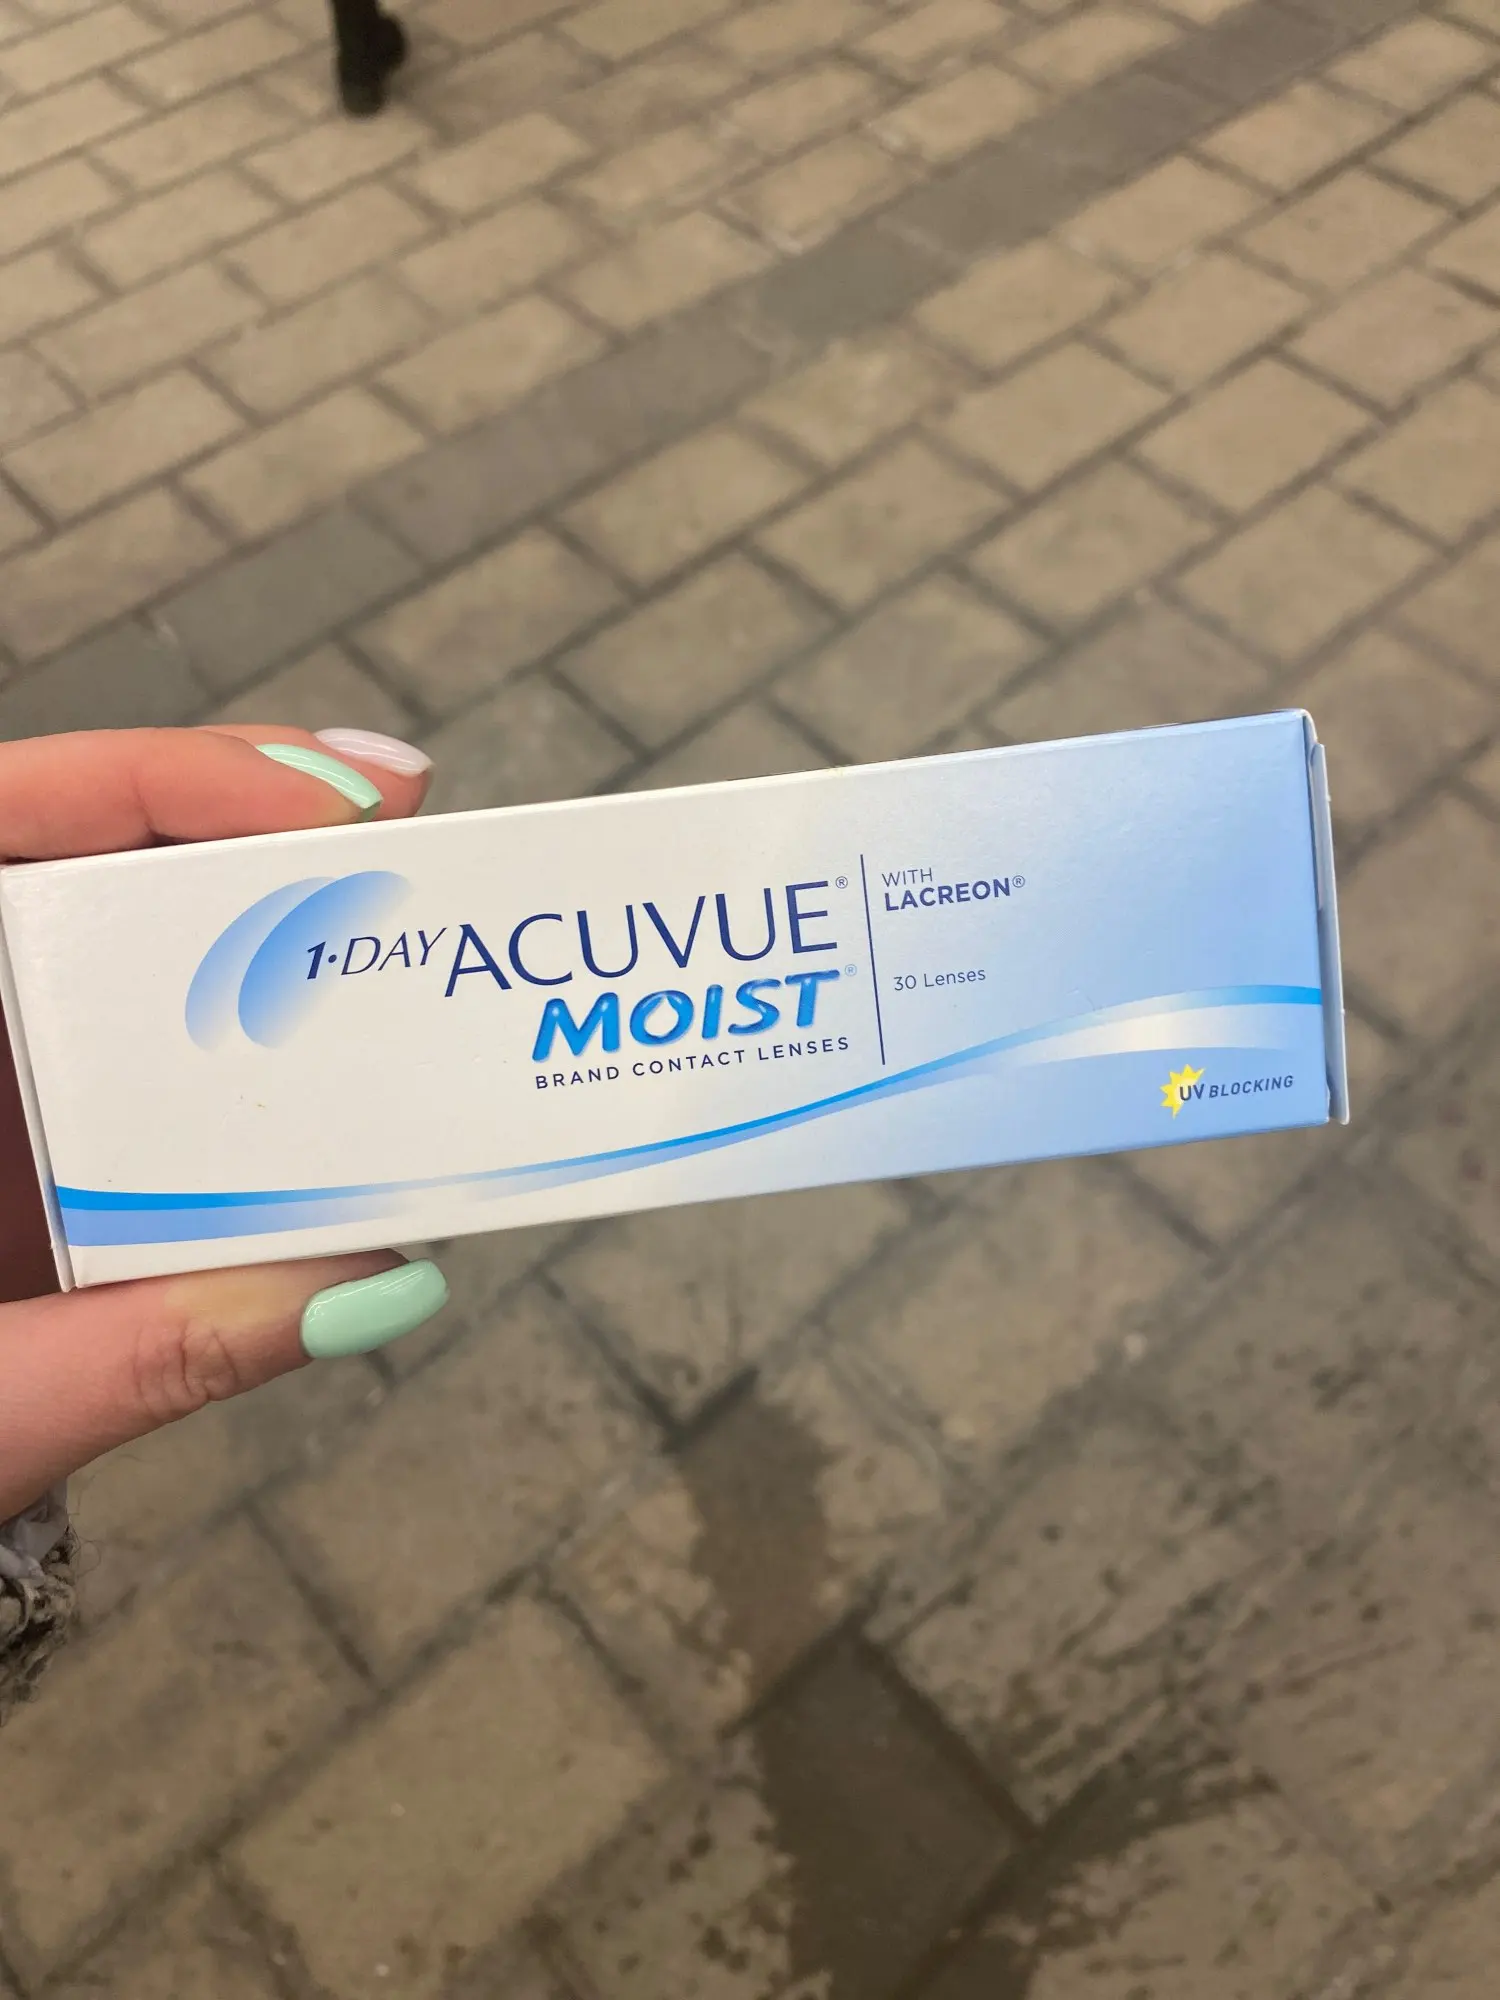 1·DAY ACUVUE®
MOIST®
BRAND CONTACT LENSES
WITH
LACREON®
30 Lenses
UV BLOCKING